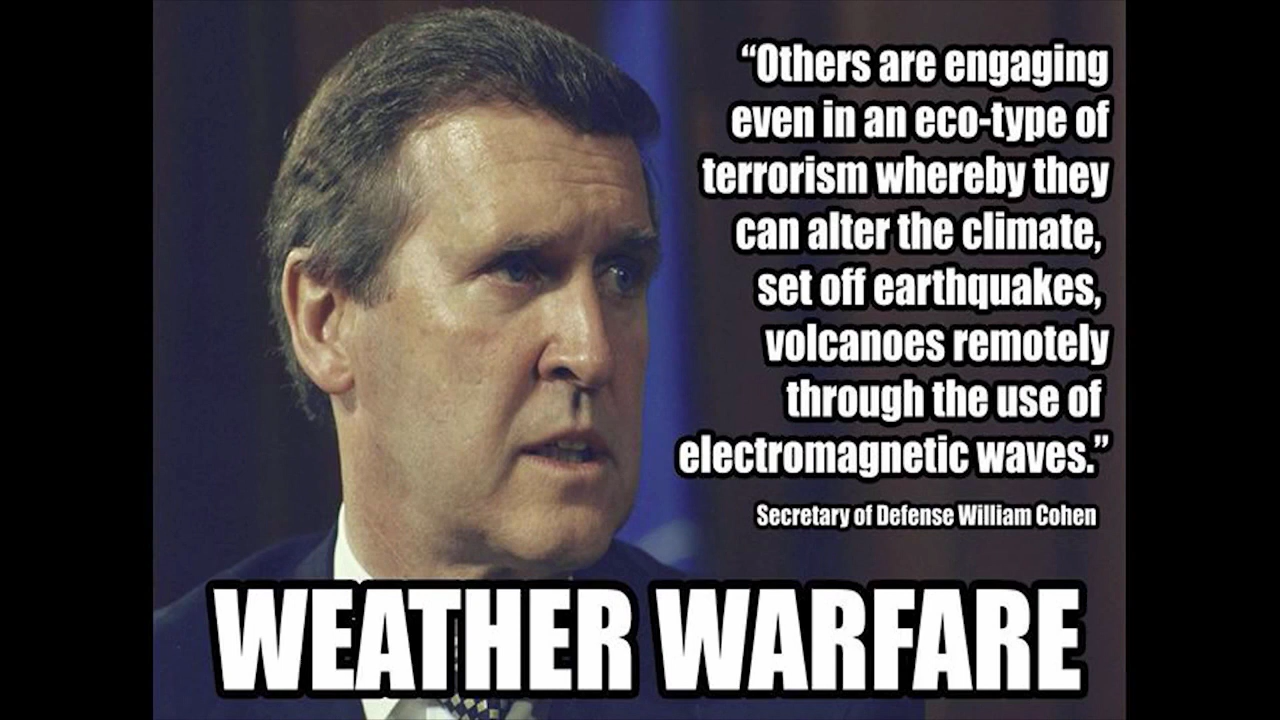 “Others are engaging
even in an eco-type of
terrorism whereby they
can alter the climate,
set off earthquakes,
volcanoes remotely
through the use of
electromagnetic waves.”
Secretary of Defense William Cohen
WEATHER WARFARE